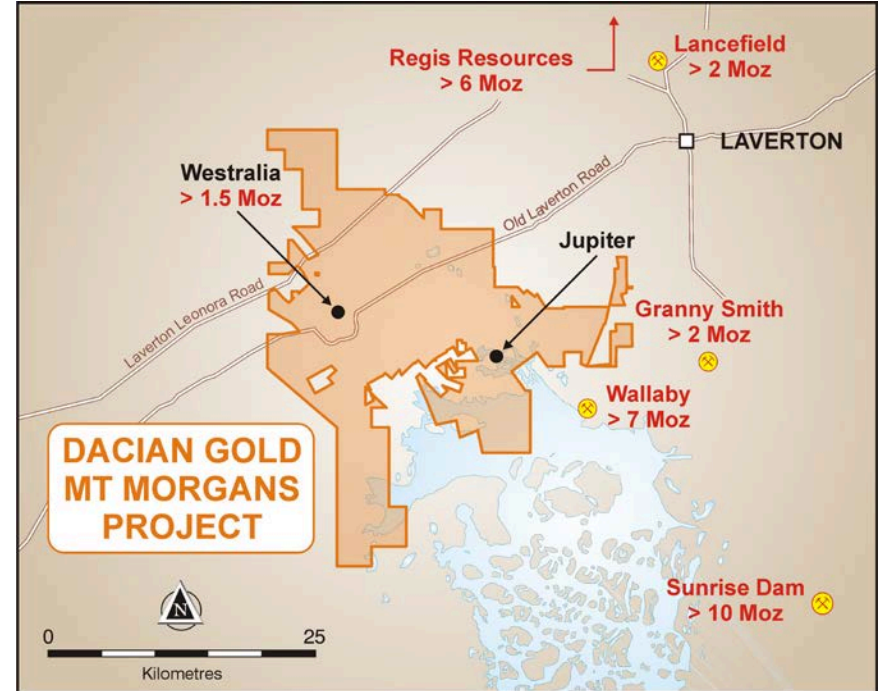 Regis Resources
> 6 Moz
Lancefield
> 2 Moz
LAVERTON
Westralia
> 1.5 Moz
Old Laverton Road
Jupiter
Laverton Leonora Road
Granny Smith
> 2 Moz
Wallaby
> 7 Moz
DACIAN GOLD
MT MORGANS
PROJECT
Sunrise Dam
> 10 Moz
N
0 25
Kilometres